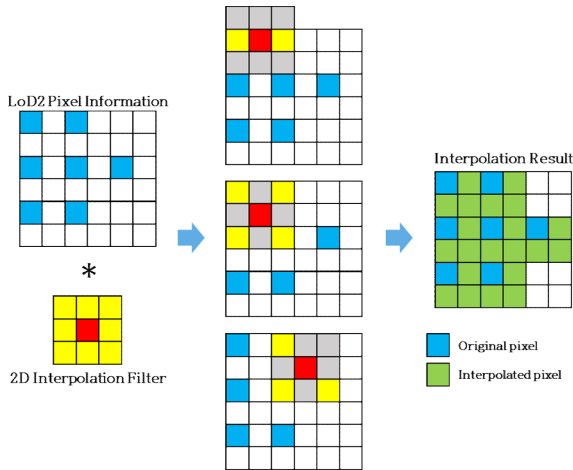 LoD2 Pixel Information
*
2D Interpolation Filter
Interpolation Result
Original pixel
Interpolated pixel